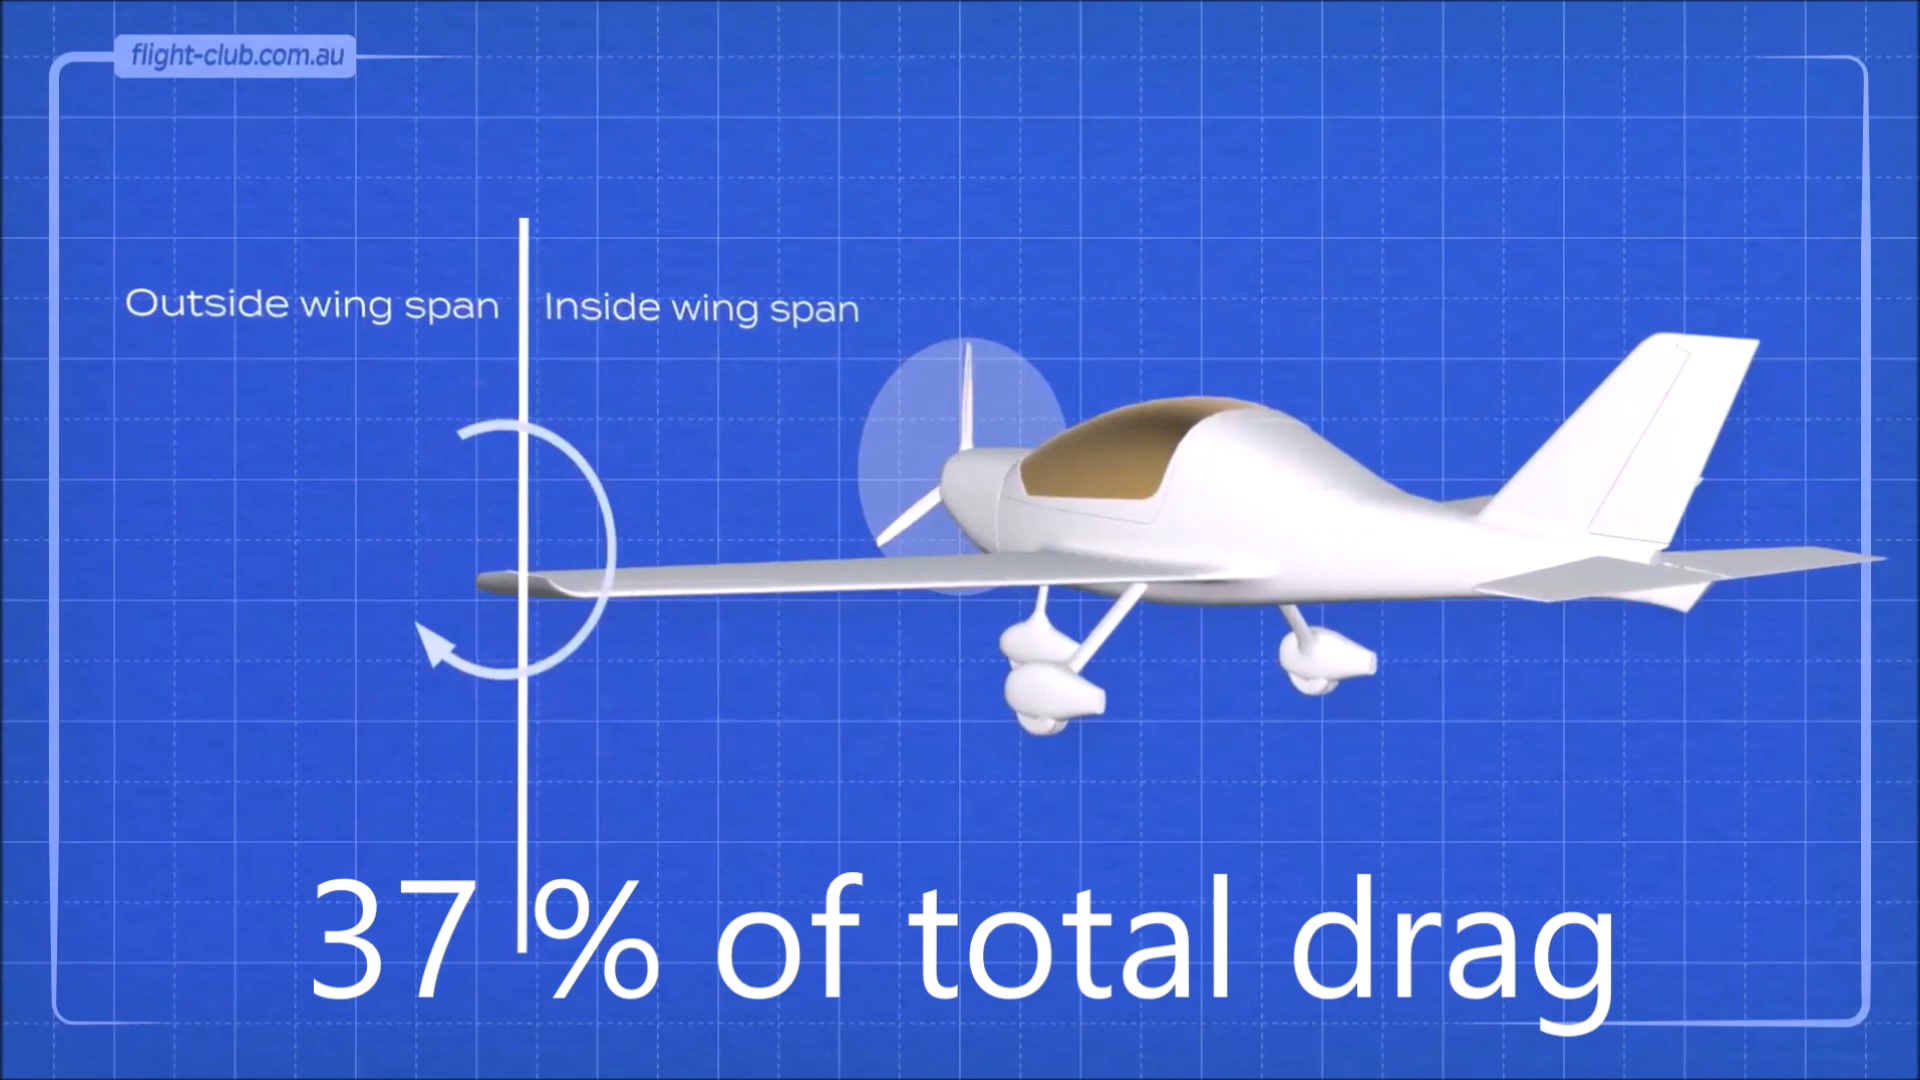 flight-club.com.au
Outside wing span
Inside wing span
37 % of total drag